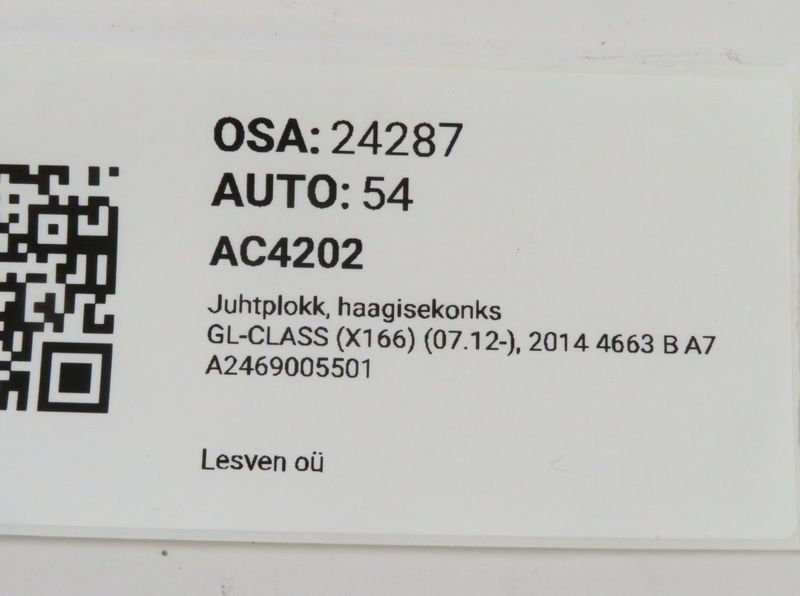 OSA: 24287
AUTO: 54
AC4202
Juhtplokk, haagisekonks
GL-CLASS (X166) (07.12-), 2014 4663 B A7
A2469005501
Lesven oü